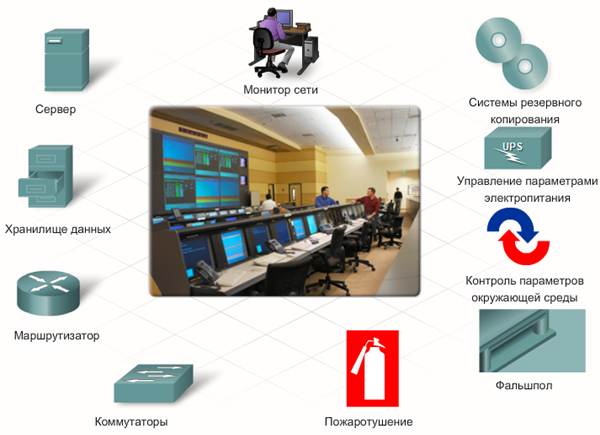 Монитор сети
Сервер
Системы резервного
копирования
UPS
Хранилище данных
Управление параметрами
электропитания
Маршрутизатор
Контроль параметров
окружающей среды
Фальшпол
Коммутаторы
Пожаротушение